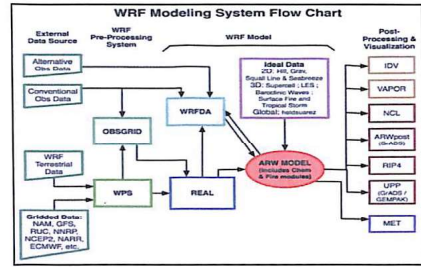 WRF Modeling System Flow Chart
External
Data Source
WRF
Pre-Processing
System
WRF Model
Post-
Processing &
Visualization
Alternative
Obs Data
Conventional
Obs Data
WRF
Terrestrial
Data
Gridded Data:
NAM, GFS,
RUC, NNRP,
NCEP2, NARR,
ECMWF, etc.
OBSGRID
WPS
WRFDA
REAL
Ideal Data
2D: Hill, Grav,
Squall Line & Seabreeze
3D: Supercell ; LES ;
Baroclinic Waves ;
Surface Fire and
Tropical Storm
Global: heldsuarez
ARW MODEL
(includes Chem
& Fire modules)
IDV
VAPOR
NCL
ARWpost
(GrADS)
RIP4
UPP
(GrADS /
GEMPAK)
MET